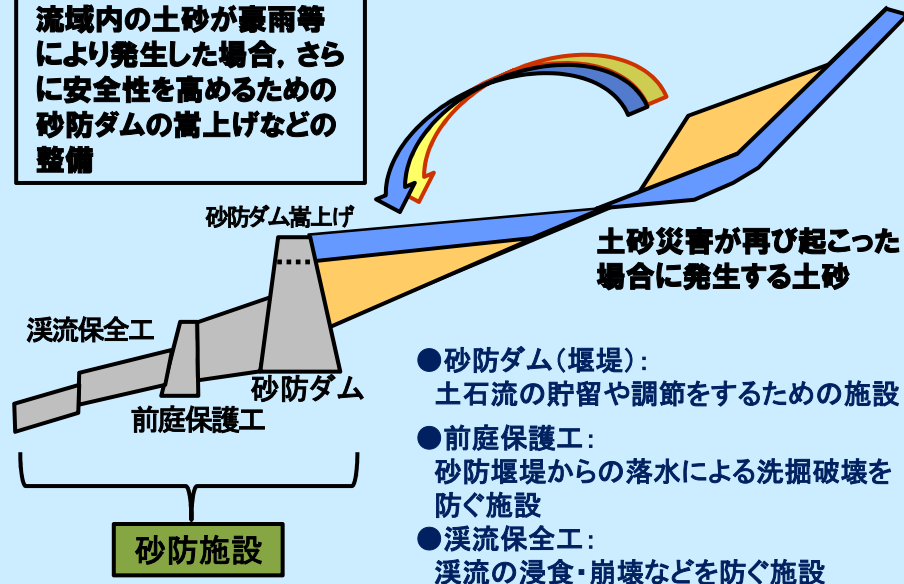 流域内の土砂が豪雨等
により発生した場合，さら
に安全性を高めるための
砂防ダムの嵩上げなどの
整備
砂防ダム嵩上げ
土砂災害が再び起こった
場合に発生する土砂
渓流保全工
砂防ダム
前庭保護工
砂防施設
●砂防ダム（堰堤）：
土石流の貯留や調節をするための施設
●前庭保護工：
砂防堰堤からの落水による洗掘破壊を
防ぐ施設
●渓流保全工：
渓流の浸食・崩壊などを防ぐ施設